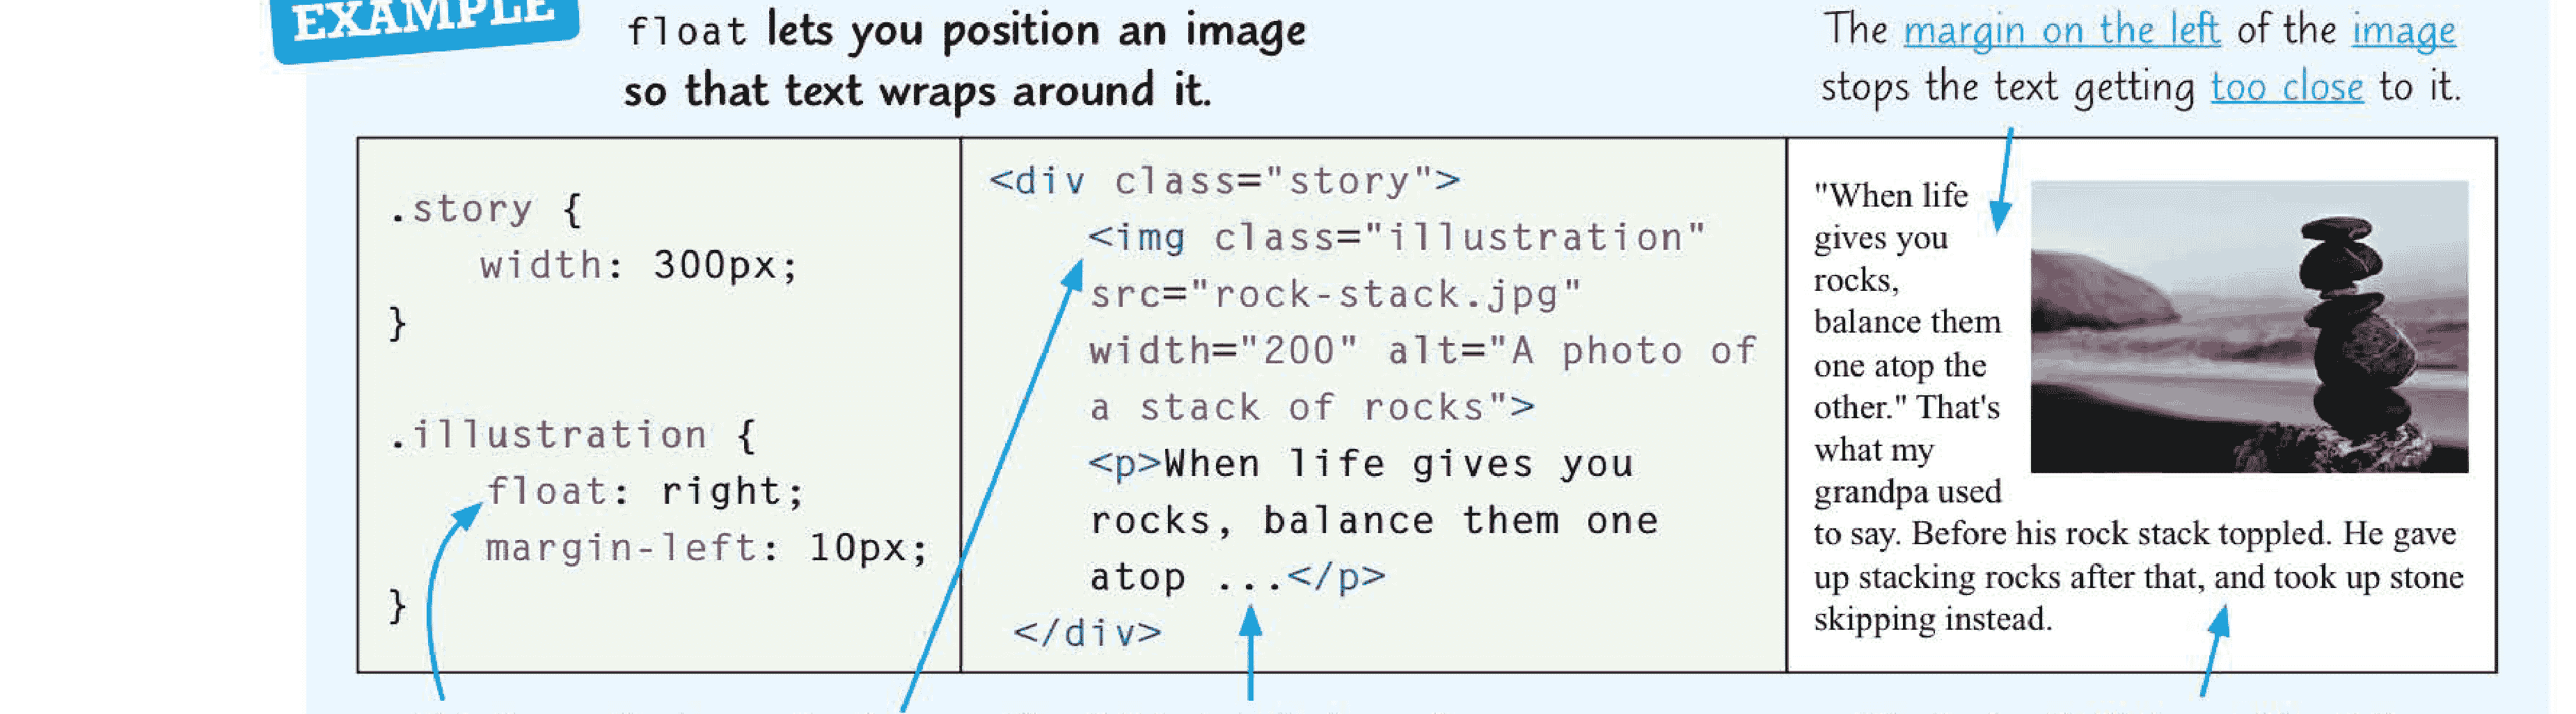 EXAMPLE
float lets you position an image
so that text wraps around it.
The margin on the left of the image
stops the text getting too close to it.
.story {
width: 300px;
}
.illustration {
float: right;
margin-left: 10px;
}
<div class="story">
<img class="illustration"
src="rock-stack.jpg"
width="200" alt="A photo of
a stack of rocks">
<p>When life gives you
rocks, balance them one
atop ...</p>
</div>
"When life
gives you
rocks,
balance them
one atop the
other." That's
what my
grandpa used
to say. Before his rock stack toppled. He gave
up stacking rocks after that, and took up stone
skipping instead.